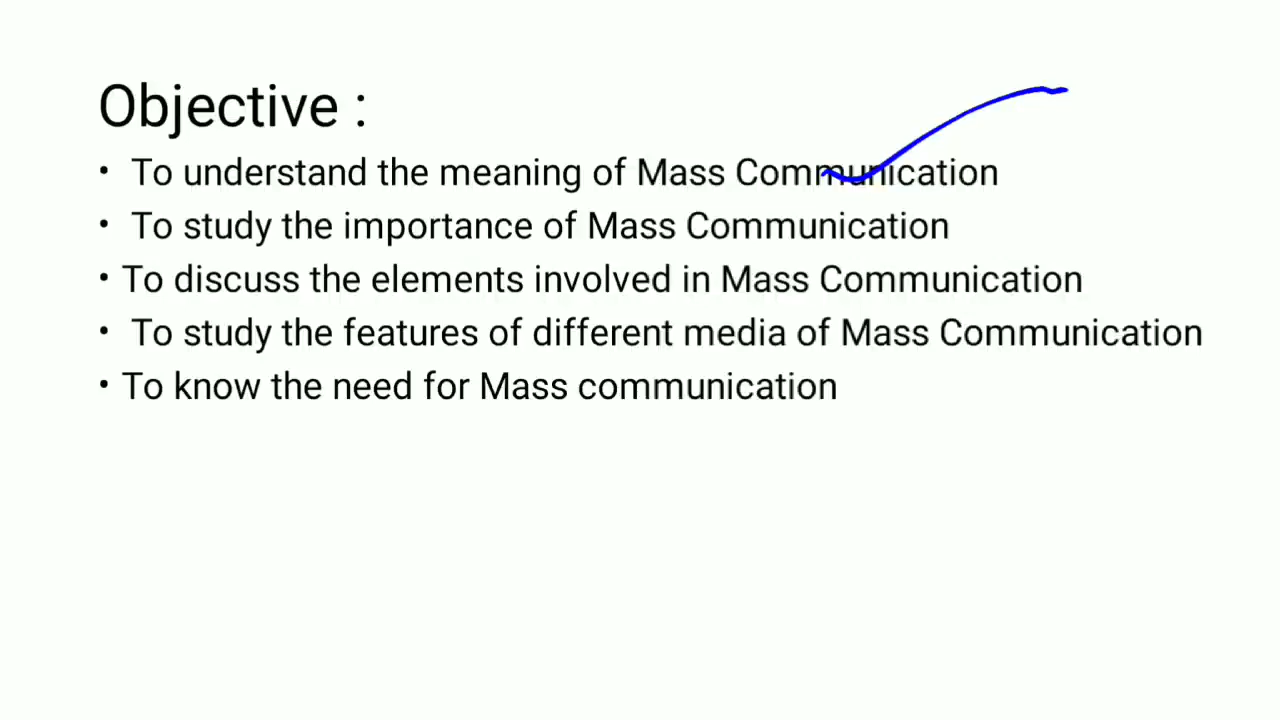 Objective :
• To understand the meaning of Mass Communication
• To study the importance of Mass Communication
• To discuss the elements involved in Mass Communication
• To study the features of different media of Mass Communication
• To know the need for Mass communication